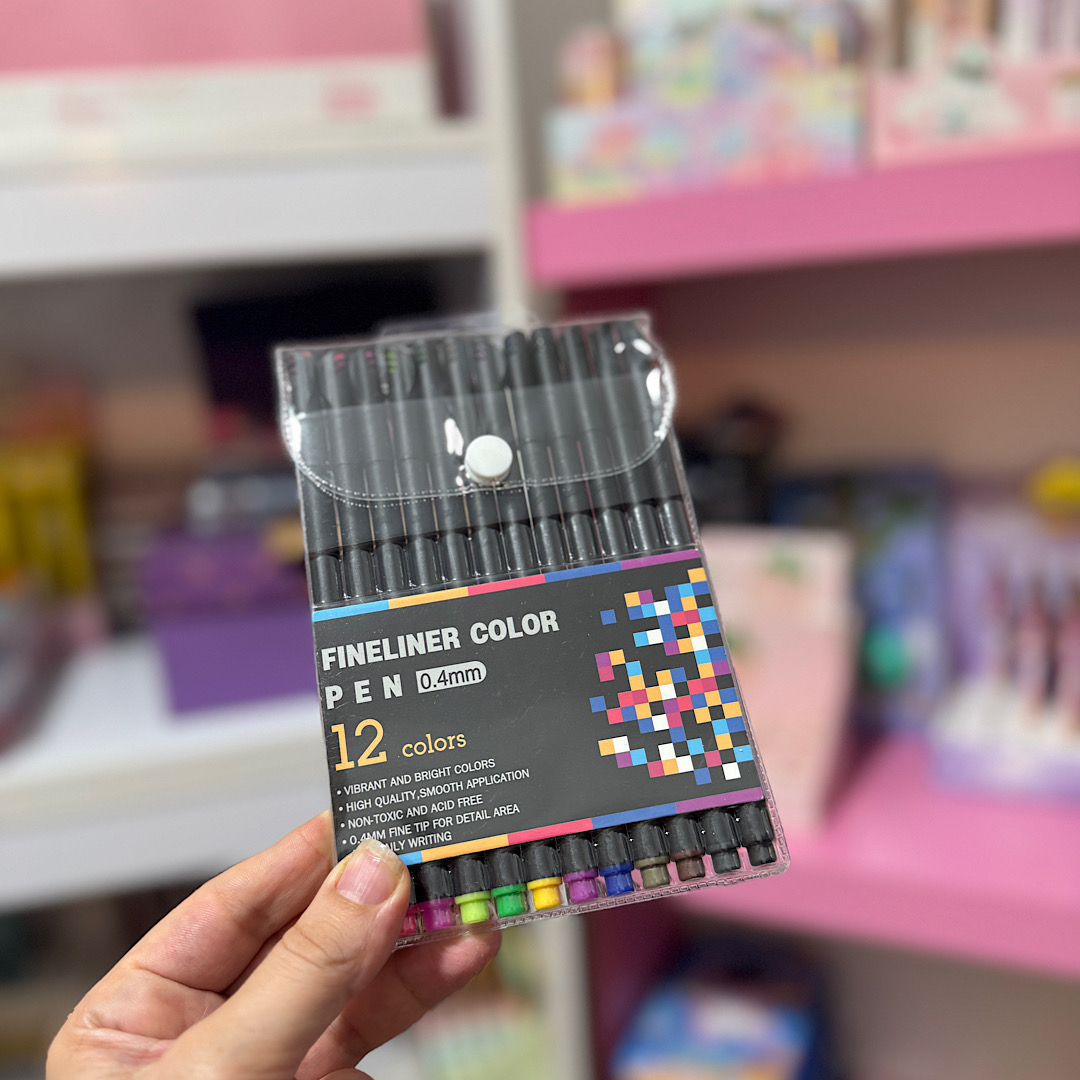 FINELINER COLOR
PEN 0.4mm
12 colors
• VIBRANT AND BRIGHT COLORS
• HIGH QUALITY,SMOOTH APPLICATION
• NON-TOXIC AND ACID FREE
• 0.4MM FINE TIP FOR DETAIL AREA
WRITING